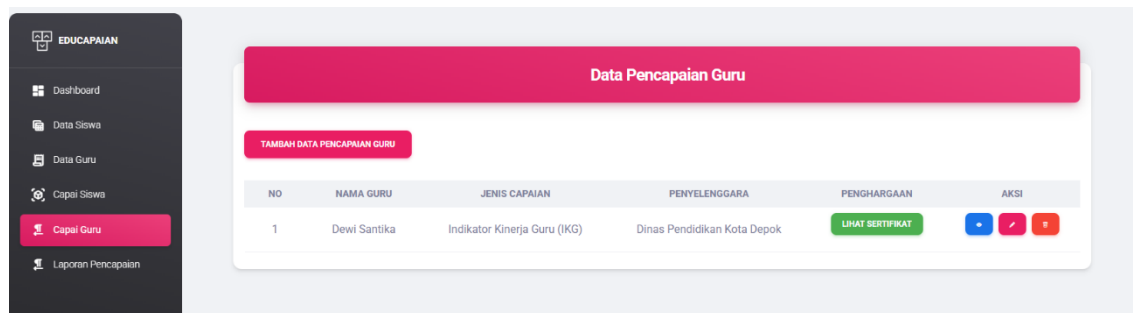 EDUCAPAIAN
Dashboard
Data Siswa
Data Guru
Capai Siswa
Capai Guru
Laporan Pencapaian
Data Pencapaian Guru
TAMBAH DATA PENCAPAIAN GURU
NO NAMA GURU JENIS CAPAIAN PENYELENGGARA PENGHARGAAN AKSI
1 Dewi Santika Indikator Kinerja Guru (IKG) Dinas Pendidikan Kota Depok LIHAT SERTIFIKAT